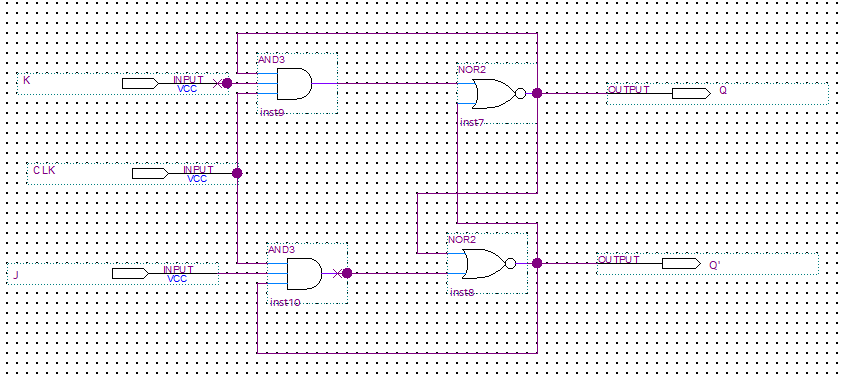 AND3
K
INPUT
VCC
inst9
NOR2
inst7
OUTPUT
Q
CLK
INPUT
VCC
AND3
J
INPUT
VCC
inst10
NOR2
inst8
OUTPUT
Q'